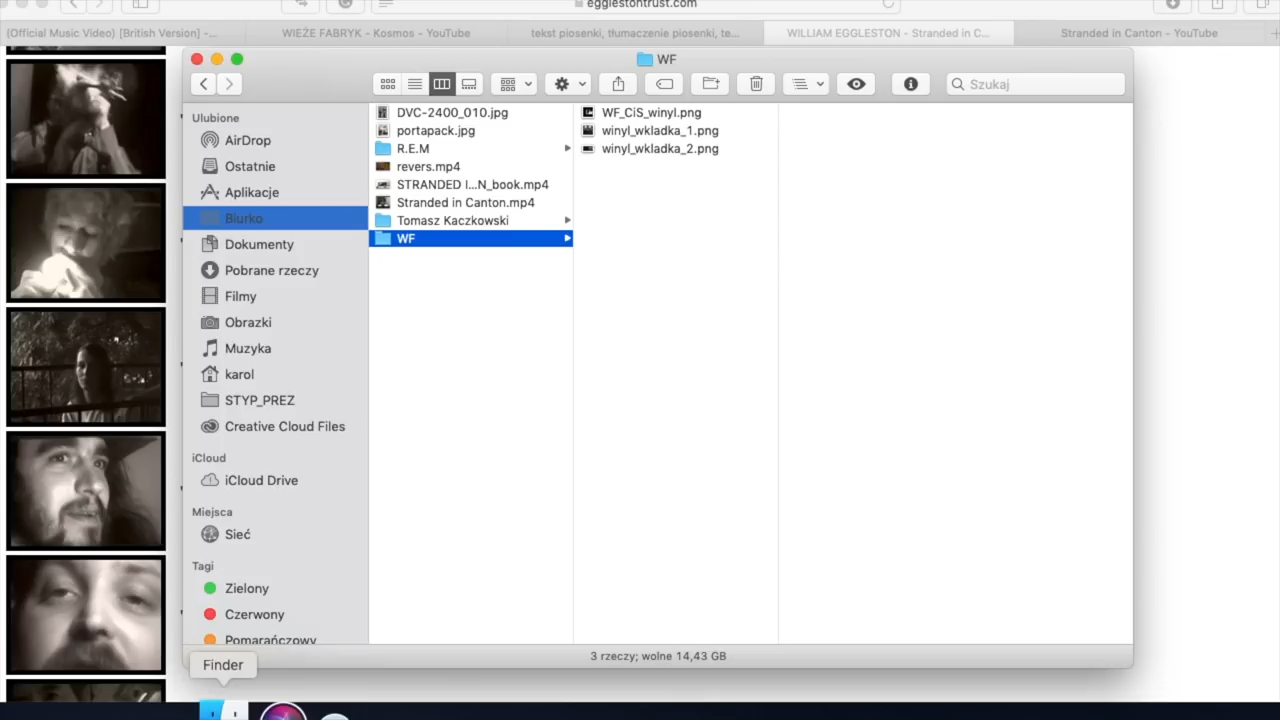 egglestontrust.com
(Official Music Video) [British Version] -...
WIEŻE FABRYK - Kosmos - YouTube
tekst piosenki, tłumaczenie piosenki, te...
WILLIAM EGGLESTON - Stranded in C...
Stranded in Canton - YouTube
WF
Szukaj
Ulubione
AirDrop
Ostatnie
Aplikacje
Biurko
Dokumenty
Pobrane rzeczy
Filmy
Obrazki
Muzyka
karol
STYP_PREZ
Creative Cloud Files
iCloud
iCloud Drive
Miejsca
Sieć
Tagi
Zielony
Czerwony
Pomarańczowy
DVC-2400_010.jpg
portapack.jpg
R.E.M
revers.mp4
STRANDED I...N_book.mp4
Stranded in Canton.mp4
Tomasz Kaczkowski
WF
WF_CiS_winyl.png
winyl_wkladka_1.png
winyl_wkladka_2.png
3 rzeczy; wolne 14,43 GB
Finder